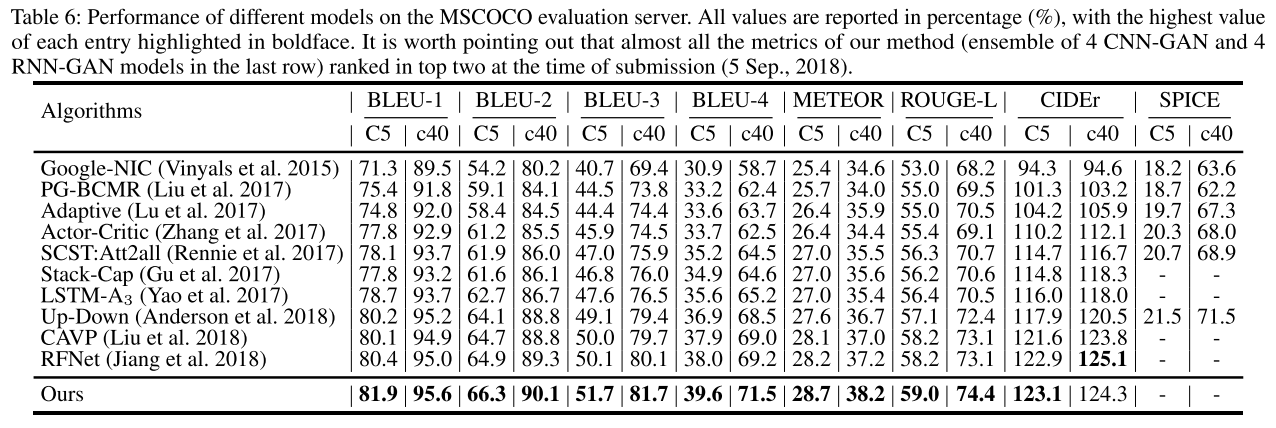 Table 6: Performance of different models on the MSCOCO evaluation server. All values are reported in percentage (%), with the highest value
of each entry highlighted in boldface. It is worth pointing out that almost all the metrics of our method (ensemble of 4 CNN-GAN and 4
RNN-GAN models in the last row) ranked in top two at the time of submission (5 Sep., 2018).
Algorithms | BLEU-1 | BLEU-2 | BLEU-3 | BLEU-4 | METEOR | ROUGE-L | CIDEr | SPICE
| C5 | c40 | C5 | c40 | C5 | c40 | C5 | c40 | C5 | c40 | C5 | c40 | C5 | c40 | C5 | c40
Google-NIC (Vinyals et al. 2015) | 71.3 | 89.5 | 54.2 | 80.2 | 40.7 | 69.4 | 30.9 | 58.7 | 25.4 | 34.6 | 53.0 | 68.2 | 94.3 | 94.6 | 18.2 | 63.6
PG-BCMR (Liu et al. 2017) | 75.4 | 91.8 | 59.1 | 84.1 | 44.5 | 73.8 | 33.2 | 62.4 | 25.7 | 34.0 | 55.0 | 69.5 | 101.3 | 103.2 | 18.7 | 62.2
Adaptive (Lu et al. 2017) | 74.8 | 92.0 | 58.4 | 84.5 | 44.4 | 74.4 | 33.6 | 63.7 | 26.4 | 35.9 | 55.0 | 70.5 | 104.2 | 105.9 | 19.7 | 67.3
Actor-Critic (Zhang et al. 2017) | 77.8 | 92.9 | 61.2 | 85.5 | 45.9 | 74.5 | 33.7 | 62.5 | 26.4 | 34.4 | 55.4 | 69.1 | 110.2 | 112.1 | 20.3 | 68.0
SCST:Att2all (Rennie et al. 2017) | 78.1 | 93.7 | 61.9 | 86.0 | 47.0 | 75.9 | 35.2 | 64.5 | 27.0 | 35.5 | 56.3 | 70.7 | 114.7 | 116.7 | 20.7 | 68.9
Stack-Cap (Gu et al. 2017) | 77.8 | 93.2 | 61.6 | 86.1 | 46.8 | 76.0 | 34.9 | 64.6 | 27.0 | 35.6 | 56.2 | 70.6 | 114.8 | 118.3 | - | -
LSTM-A3 (Yao et al. 2017) | 78.7 | 93.7 | 62.7 | 86.7 | 47.6 | 76.5 | 35.6 | 65.2 | 27.0 | 35.4 | 56.4 | 70.5 | 116.0 | 118.0 | - | -
Up-Down (Anderson et al. 2018) | 80.2 | 95.2 | 64.1 | 88.8 | 49.1 | 79.4 | 36.9 | 68.5 | 27.6 | 36.7 | 57.1 | 72.4 | 117.9 | 120.5 | 21.5 | 71.5
CAVP (Liu et al. 2018) | 80.1 | 94.9 | 64.7 | 88.8 | 50.0 | 79.7 | 37.9 | 69.0 | 28.1 | 37.0 | 58.2 | 73.1 | 121.6 | 123.8 | - | -
RFNet (Jiang et al. 2018) | 80.4 | 95.0 | 64.9 | 89.3 | 50.1 | 80.1 | 38.0 | 69.2 | 28.2 | 37.2 | 58.2 | 73.1 | 122.9 | 125.1 | - | -
Ours | 81.9 | 95.6 | 66.3 | 90.1 | 51.7 | 81.7 | 39.6 | 71.5 | 28.7 | 38.2 | 59.0 | 74.4 | 123.1 | 124.3 | - | -